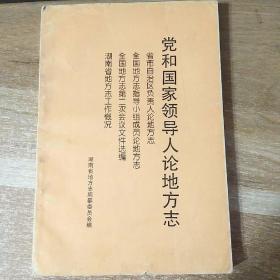 党和国家领导人论地方志
省市自治区负责人论地方志
全国地方志指导小组成员论地方志
全国地方志第二次会议文件选编
湖南省地方志工作概况
湖南省地方志编纂委员会编